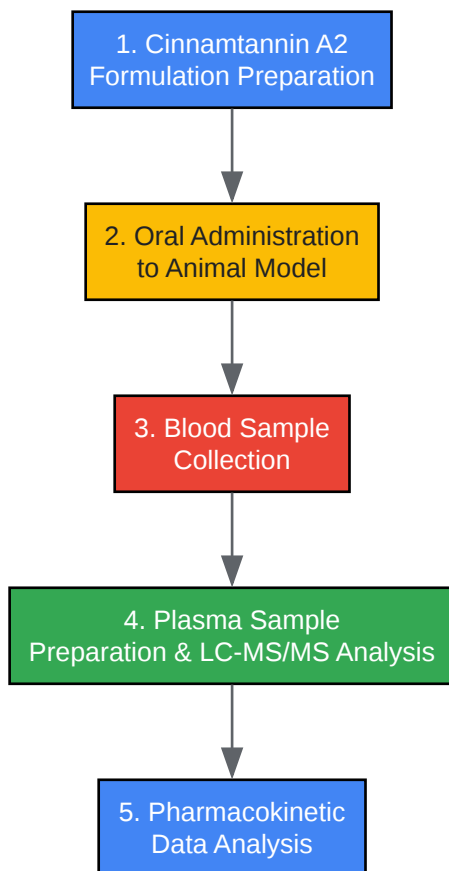 1. Cinnamtannin A2
Formulation Preparation
2. Oral Administration
to Animal Model
3. Blood Sample
Collection
4. Plasma Sample
Preparation & LC-MS/MS Analysis
5. Pharmacokinetic
Data Analysis